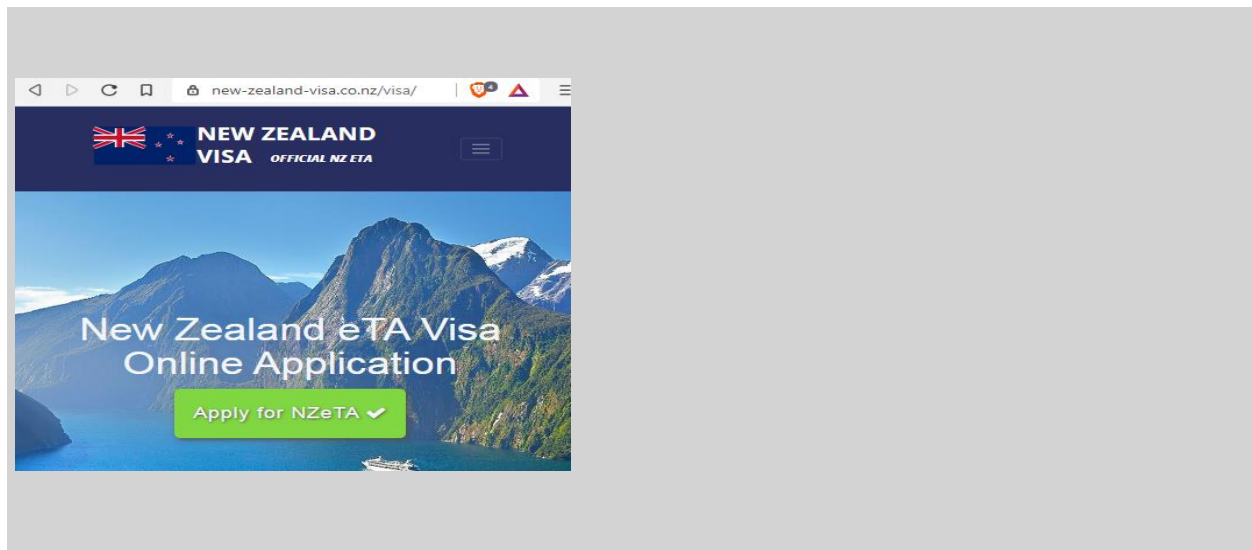 new-zealand-visa.co.nz/visa/
4
NEW ZEALAND
VISA OFFICIAL NZ ETA
New Zealand eTA Visa
Online Application
Apply for NZeTA